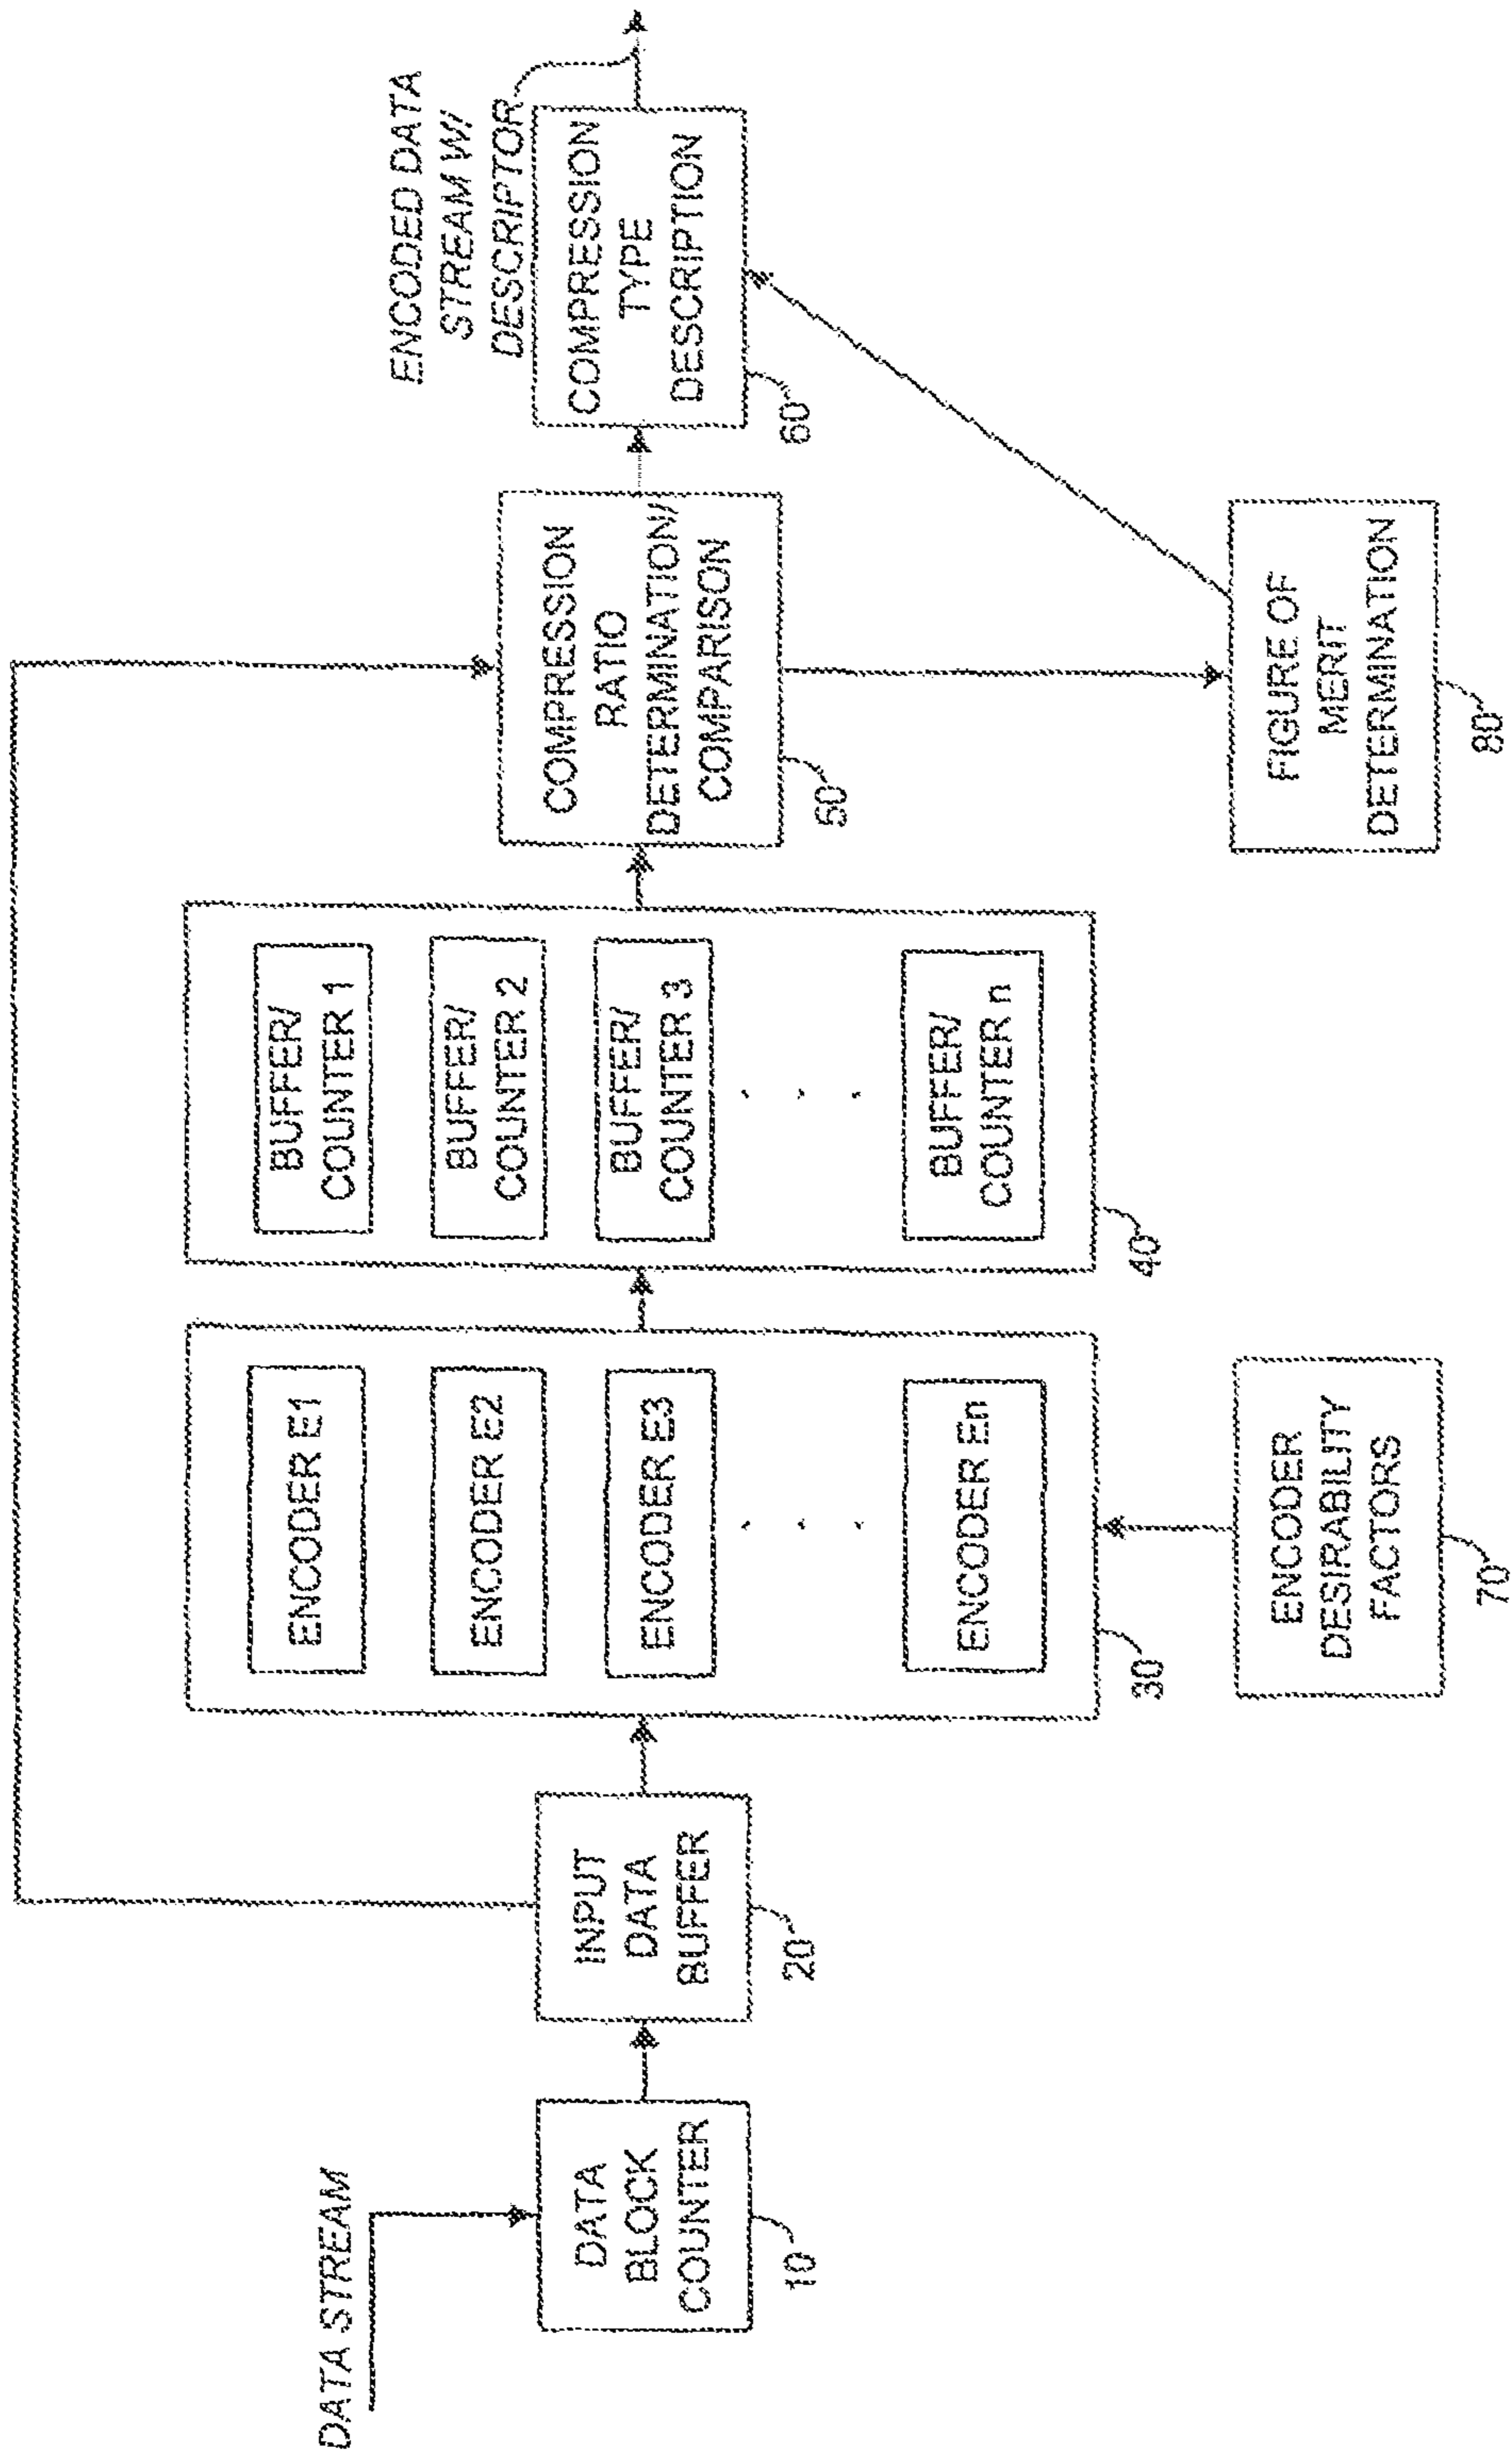 DATA STREAM
DATA
BLOCK
COUNTER
10
INPUT
DATA
BUFFER
20
ENCODER E1
ENCODER E2
ENCODER E3
. . .
ENCODER En
30
BUFFER/
COUNTER 1
BUFFER/
COUNTER 2
BUFFER/
COUNTER 3
. . .
BUFFER/
COUNTER n
40
COMPRESSION
RATIO
DETERMINATION/
COMPARISON
50
ENCODED DATA
STREAM W/
DESCRIPTOR
COMPRESSION
TYPE
DESCRIPTION
60
ENCODER
DESIRABILITY
FACTORS
70
FIGURE OF
MERIT
DETERMINATION
80